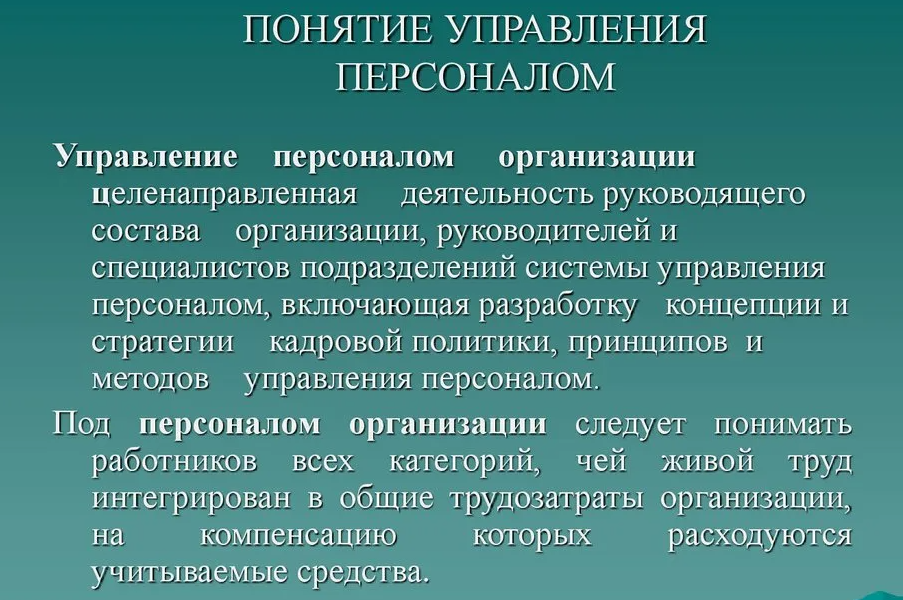 ПОНЯТИЕ УПРАВЛЕНИЯ
ПЕРСОНАЛОМ
Управление персоналом организации
целенаправленная деятельность руководящего
состава организации, руководителей и
специалистов подразделений системы управления
персоналом, включающая разработку концепции и
стратегии кадровой политики, принципов и
методов управления персоналом.
Под персоналом организации следует понимать
работников всех категорий, чей живой труд
интегрирован в общие трудозатраты организации,
на компенсацию которых расходуются
учитываемые средства.